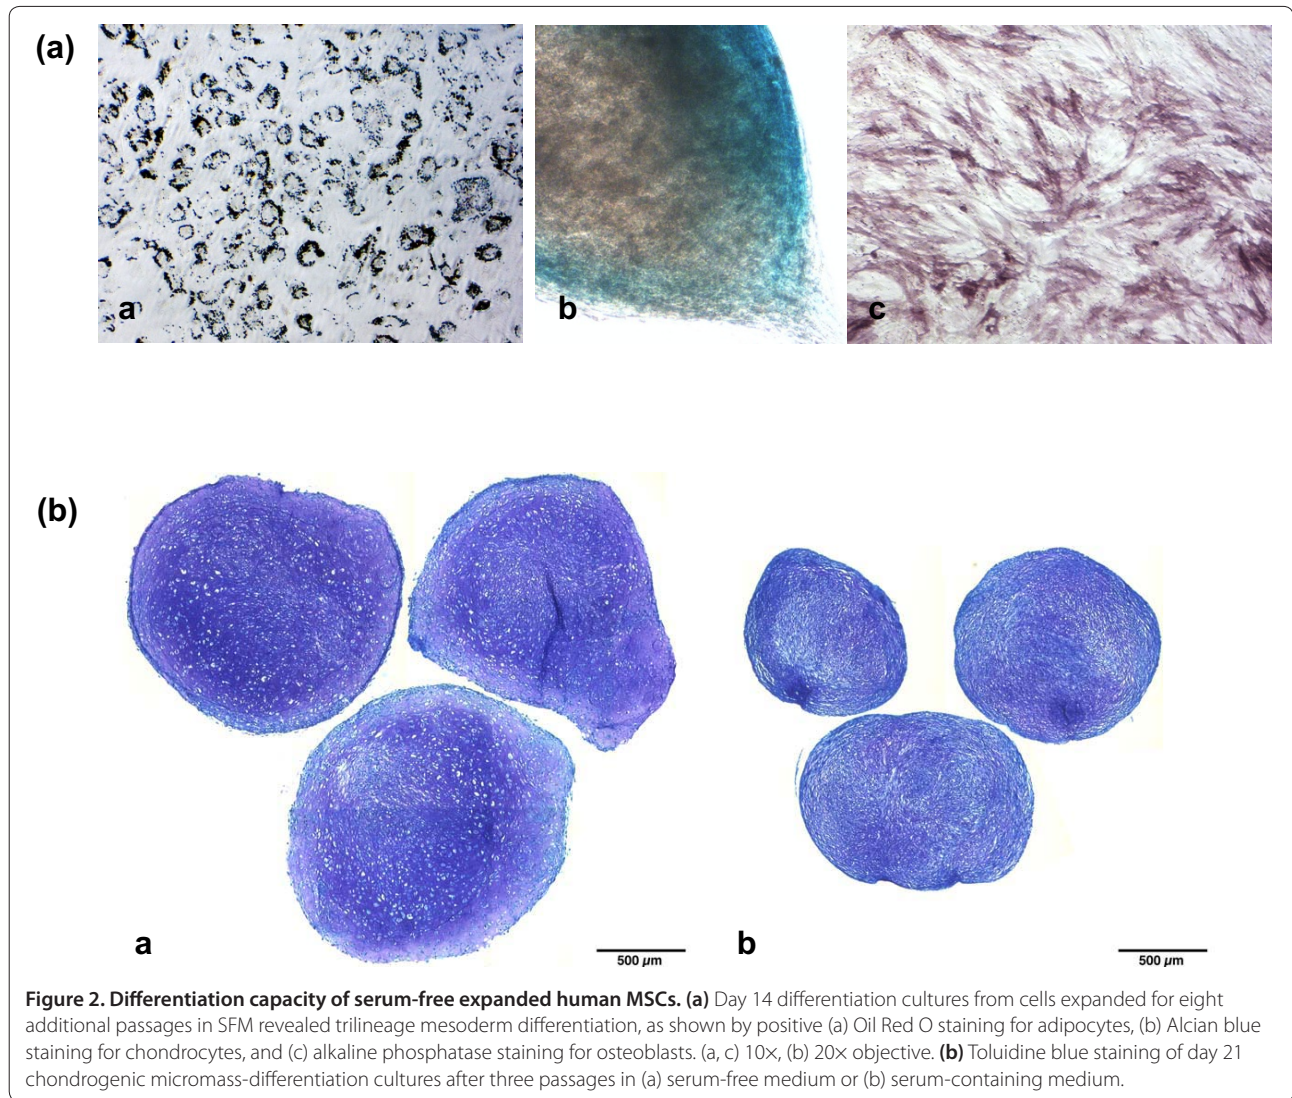 (a)
a
b
c
(b)
a
500 µm
b
500 µm
Figure 2. Differentiation capacity of serum-free expanded human MSCs. (a) Day 14 differentiation cultures from cells expanded for eight
additional passages in SFM revealed trilineage mesoderm differentiation, as shown by positive (a) Oil Red O staining for adipocytes, (b) Alcian blue
staining for chondrocytes, and (c) alkaline phosphatase staining for osteoblasts. (a, c) 10×, (b) 20× objective. (b) Toluidine blue staining of day 21
chondrogenic micromass-differentiation cultures after three passages in (a) serum-free medium or (b) serum-containing medium.